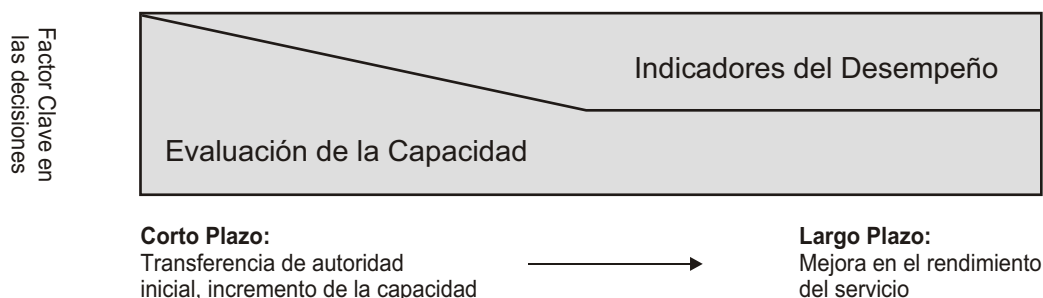 Factor Clave en
las decisiones
Indicadores del Desempeño
Evaluación de la Capacidad
Corto Plazo:
Transferencia de autoridad
inicial, incremento de la capacidad
Largo Plazo:
Mejora en el rendimiento
del servicio